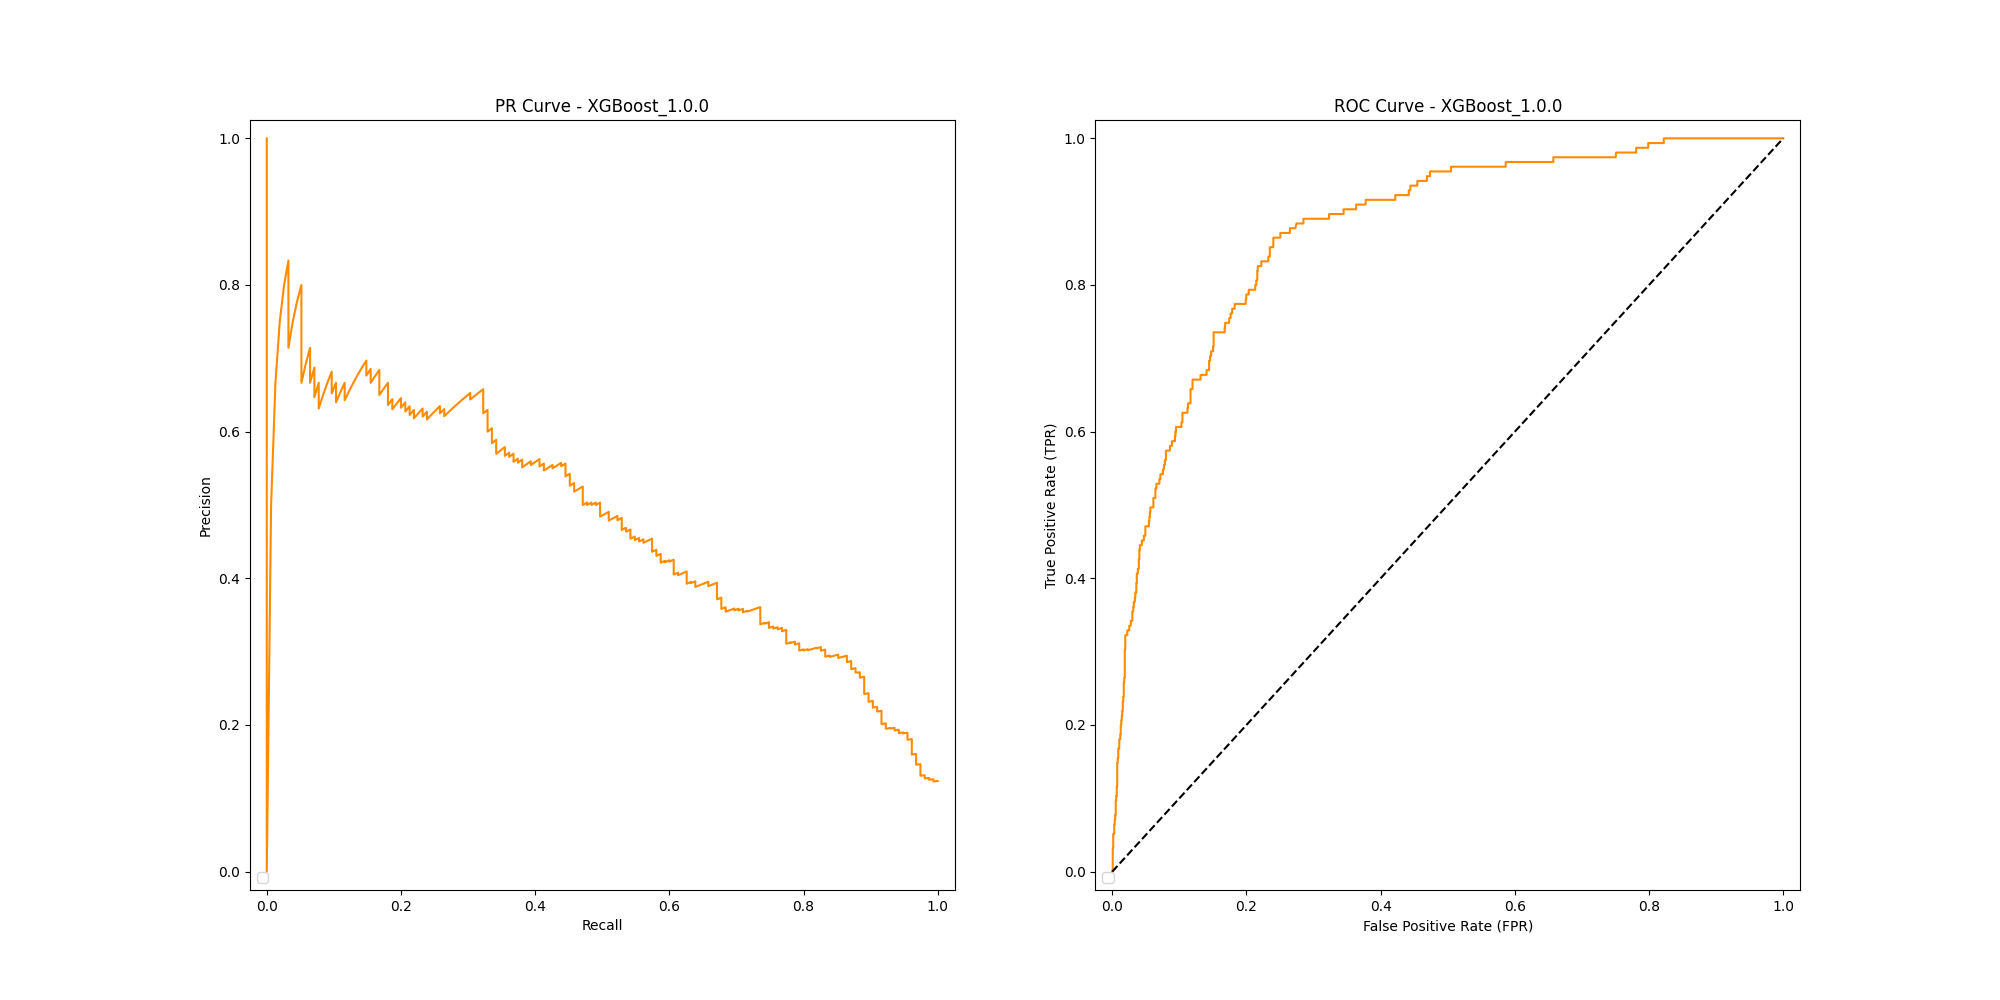 PR Curve - XGBoost_1.0.0
1.0
0.8
0.6
0.4
0.2
0.0
Precision
0.0 0.2 0.4 0.6 0.8 1.0
Recall
ROC Curve - XGBoost_1.0.0
1.0
0.8
0.6
0.4
0.2
0.0
True Positive Rate (TPR)
0.0 0.2 0.4 0.6 0.8 1.0
False Positive Rate (FPR)